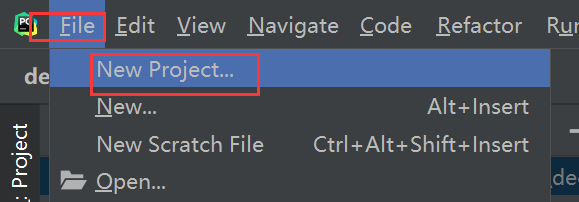 PC File Edit View Navigate Code Refactor Ru
de New Project...
New... Alt+Insert
New Scratch File Ctrl+Alt+Shift+Insert
Open...
Project